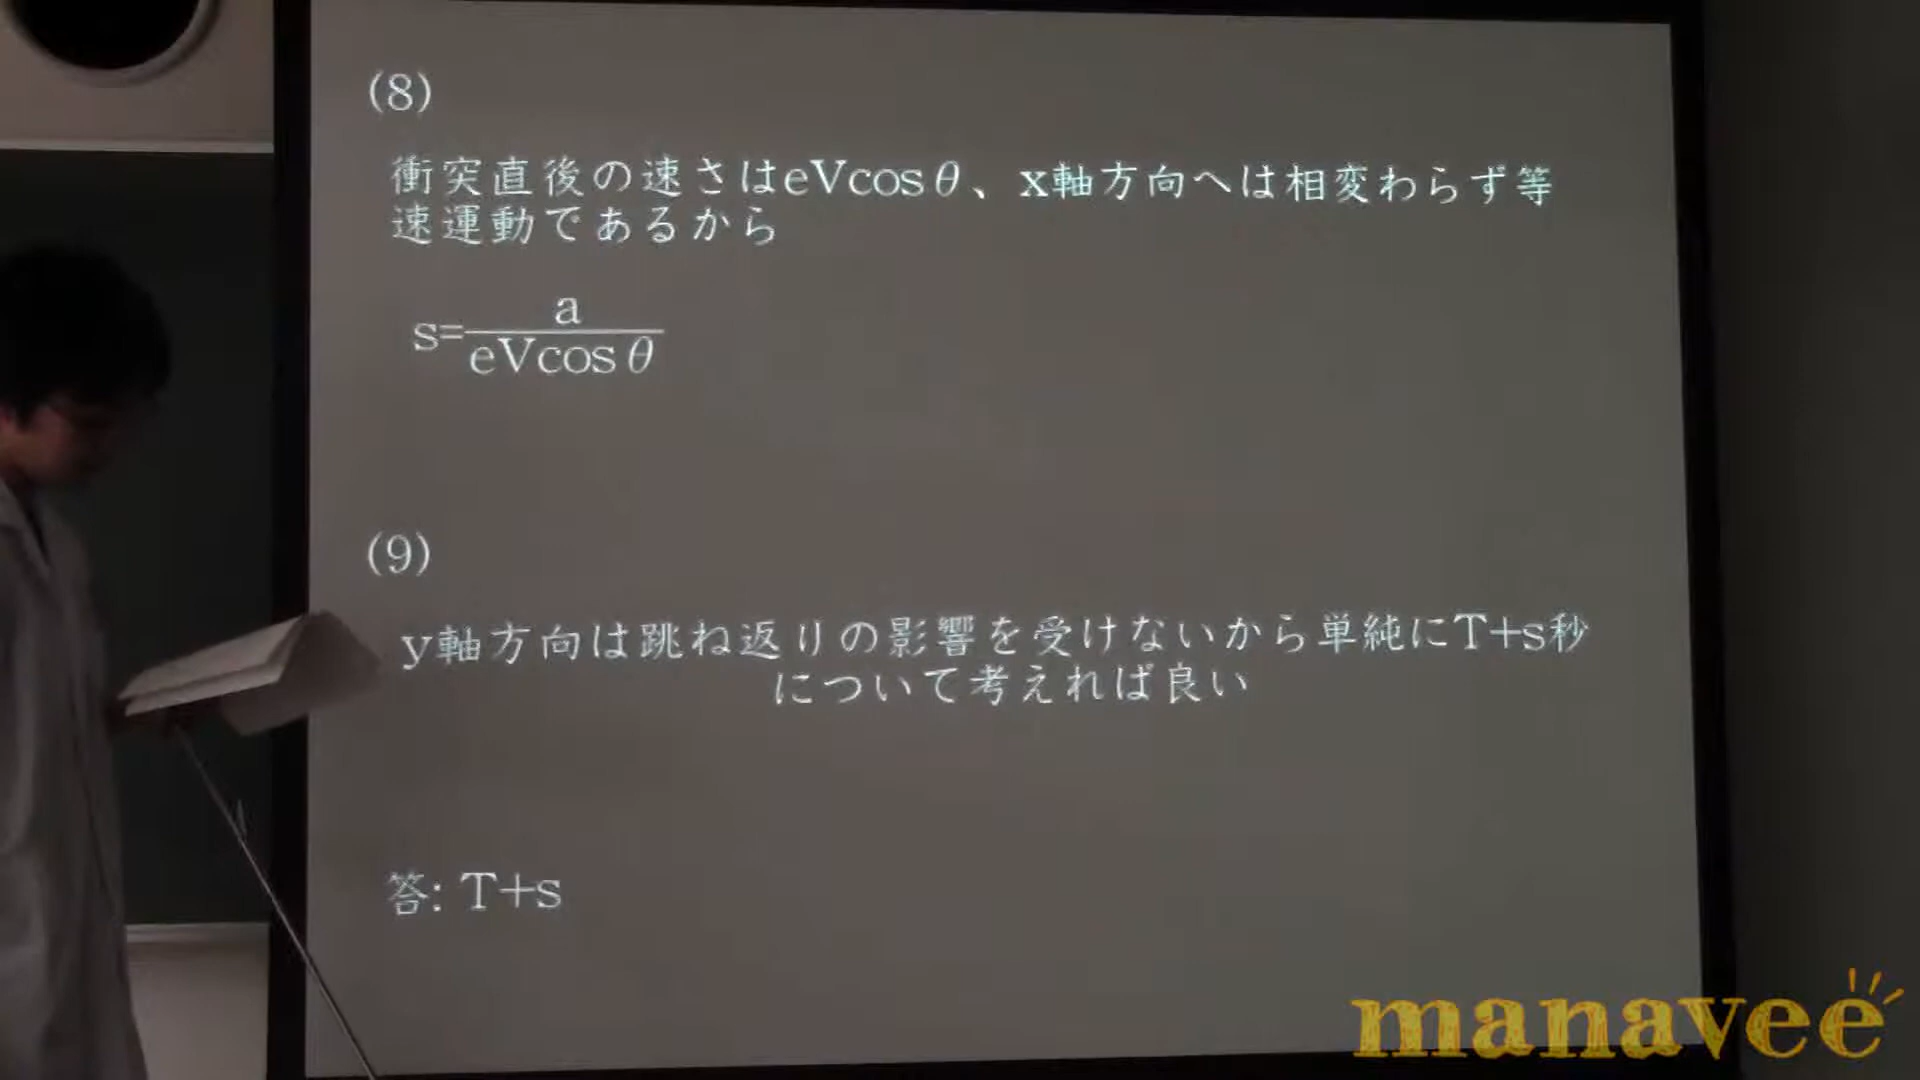 (8)
衝突直後の速さはeVcosθ、x軸方向へは相変わらず等
速運動であるから
s=a/eVcosθ
(9)
y軸方向は跳ね返りの影響を受けないから単純にT+s秒
について考えれば良い
答: T+s
manavee